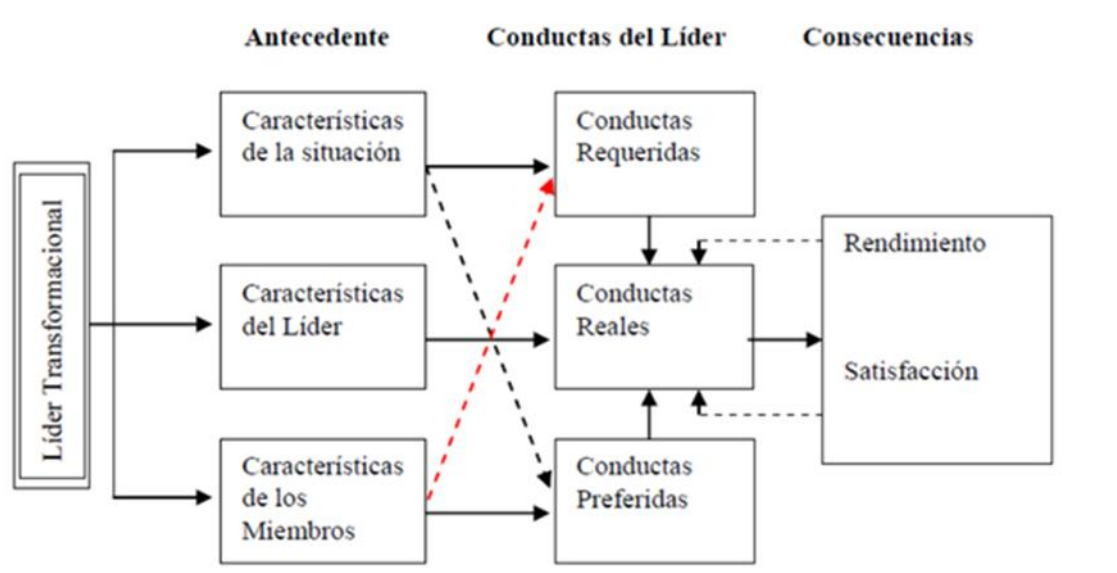 Antecedente
Conductas del Líder
Consecuencias
Líder Transformacional
Características
de la situación
Conductas
Requeridas
Características
del Líder
Conductas
Reales
Características
de los
Miembros
Conductas
Preferidas
Rendimiento
Satisfacción